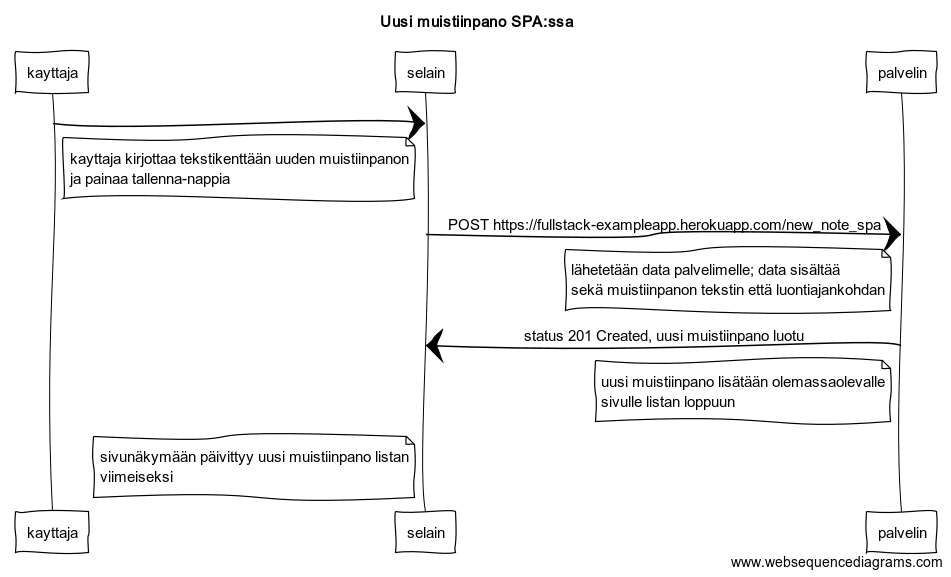 Uusi muistiinpano SPA:ssa
kayttaja
selain
palvelin
kayttaja kirjottaa tekstikenttään uuden muistiinpanon
ja painaa tallenna-nappia
POST https://fullstack-exampleapp.herokuapp.com/new_note_spa
lähetetään data palvelimelle; data sisältää
sekä muistiinpanon tekstin että luontiajankohdan
status 201 Created, uusi muistiinpano luotu
uusi muistiinpano lisätään olemassaolevalle
sivulle listan loppuun
sivunäkymään päivittyy uusi muistiinpano listan
viimeiseksi
kayttaja
selain
palvelin
www.websequencediagrams.com